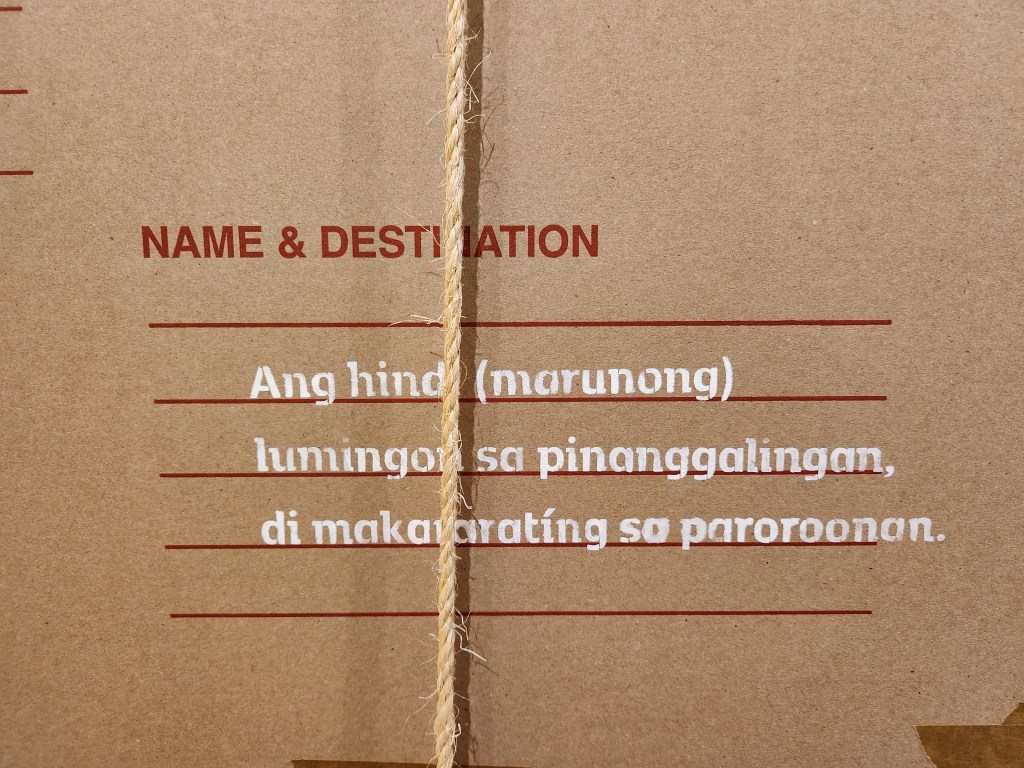 NAME & DESTINATION
Ang hindi (marunong)
lumingon sa pinanggalingan,
di makararatíng sa paroroonan.